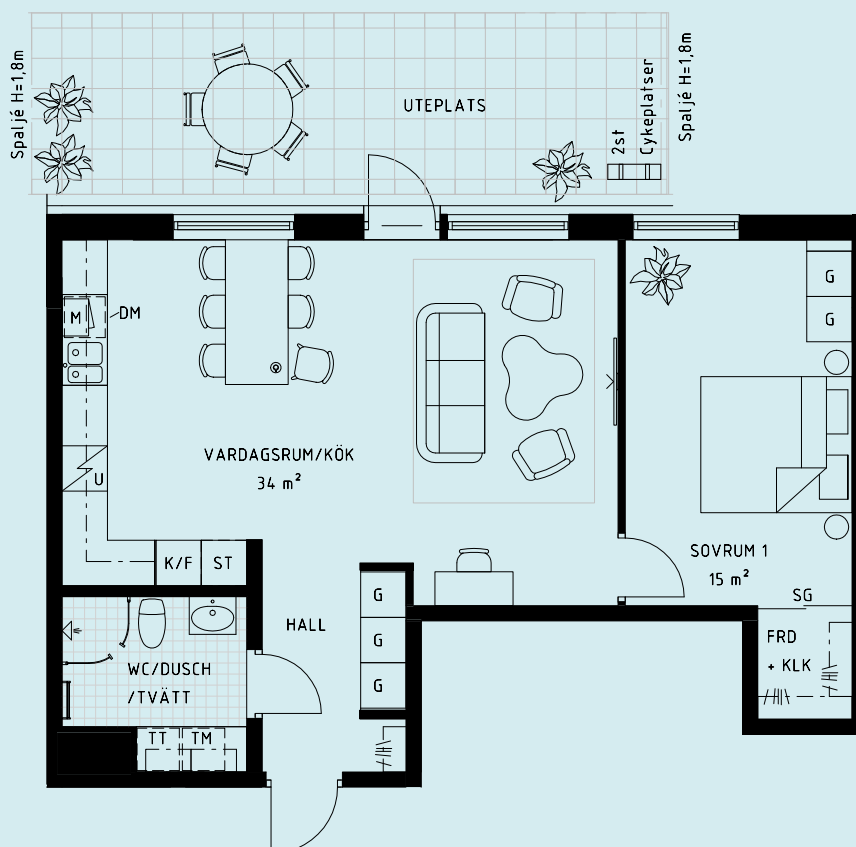 Spaljé H=1,8m
UTEPLATS
2st
Cykeplatser
Spaljé H=1,8m
M
DM
G
G
VARDAGSRUM/KÖK
34 m²
U
K/F
ST
SOVRUM 1
15 m²
SG
G
G
G
HALL
FRD
+ KLK
WC/DUSCH
/TVÄTT
TT
TM